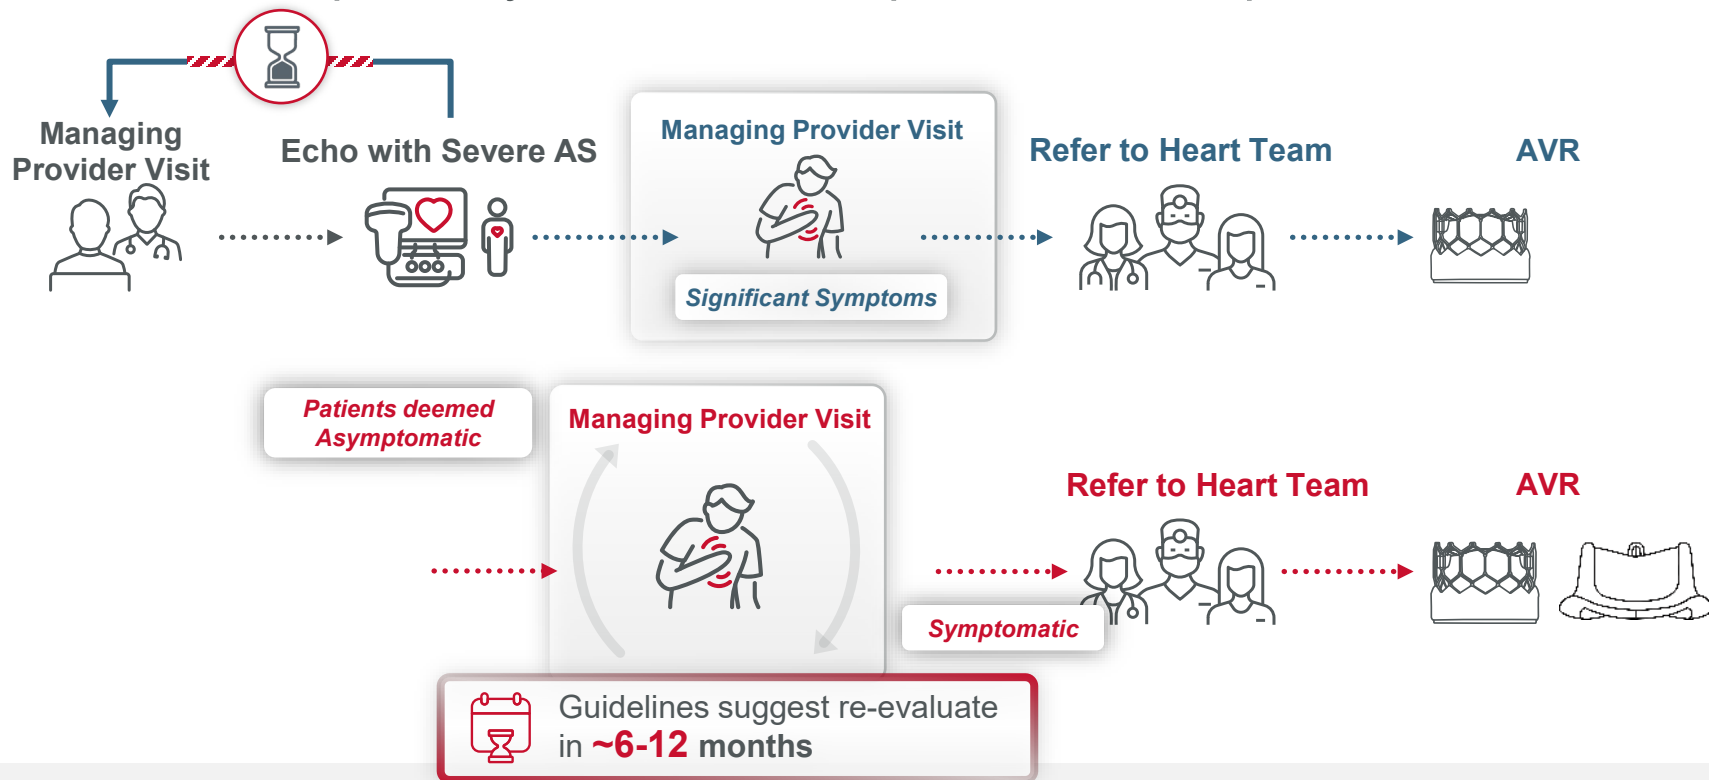 Managing
Provider Visit
Echo with Severe AS
Managing Provider Visit
Significant Symptoms
Refer to Heart Team
AVR
Patients deemed
Asymptomatic
Managing Provider Visit
Symptomatic
Refer to Heart Team
AVR
Guidelines suggest re-evaluate
in ~6-12 months